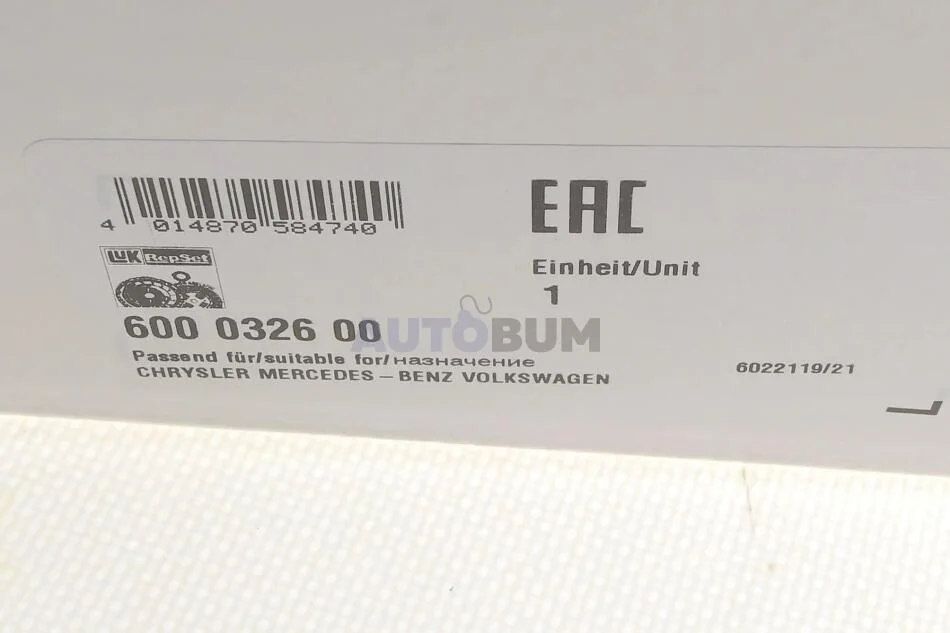 4 014870 584740
EAC
LUK RepSet
Einheit/Unit
1
600 0326 00
AUTOBUM
Passend für/suitable for/назначение
CHRYSLER MERCEDES – BENZ VOLKSWAGEN
6022119/21